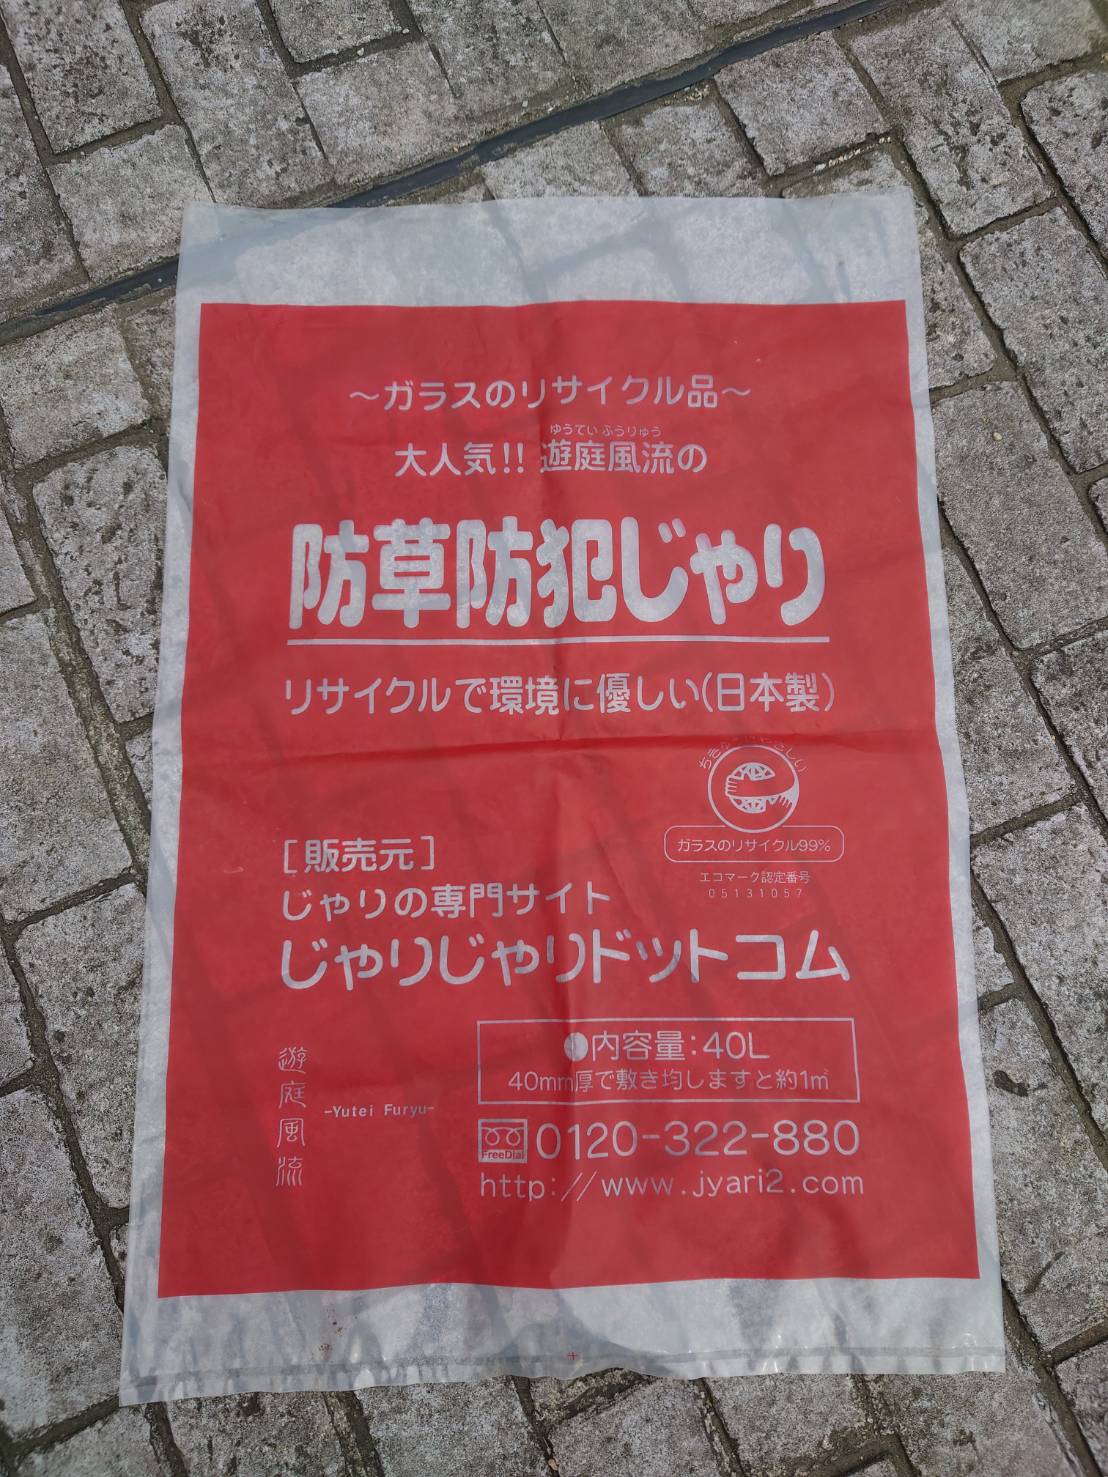 ～ガラスのリサイクル品～
ゆうてい ふうりゅう
大人気!! 遊庭風流の
防草防犯じゃり
リサイクルで環境に優しい(日本製)
ガラスのリサイクル99%
エコマーク認定番号
05131057
[販売元]
じゃりの専門サイト
じゃりじゃりドットコム
●内容量:40L
40mm厚で敷き均しますと約1㎡
遊庭風流
-Yutei Furyu-
FreeDial 0120-322-880
http://www.jyari2.com